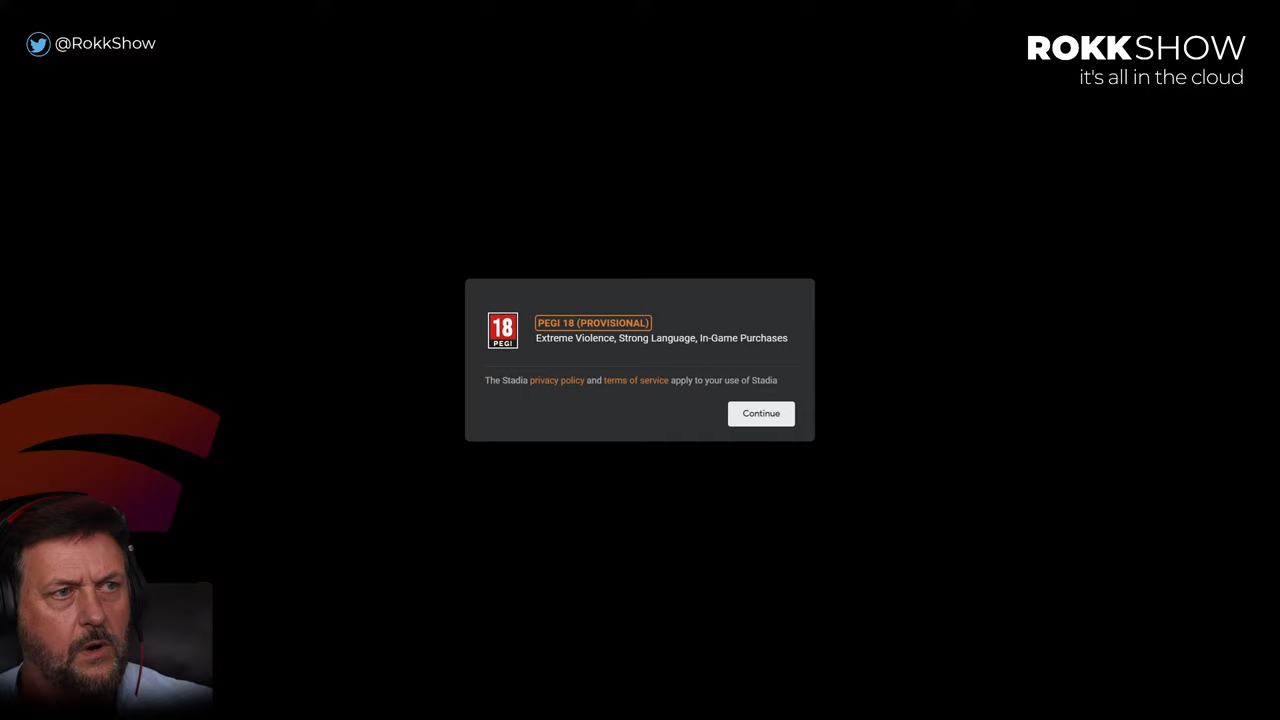 @RokkShow
ROKKSHOW
it's all in the cloud
18
PEGI
PEGI 18 (PROVISIONAL)
Extreme Violence, Strong Language, In-Game Purchases
The Stadia privacy policy and terms of service apply to your use of Stadia
Continue